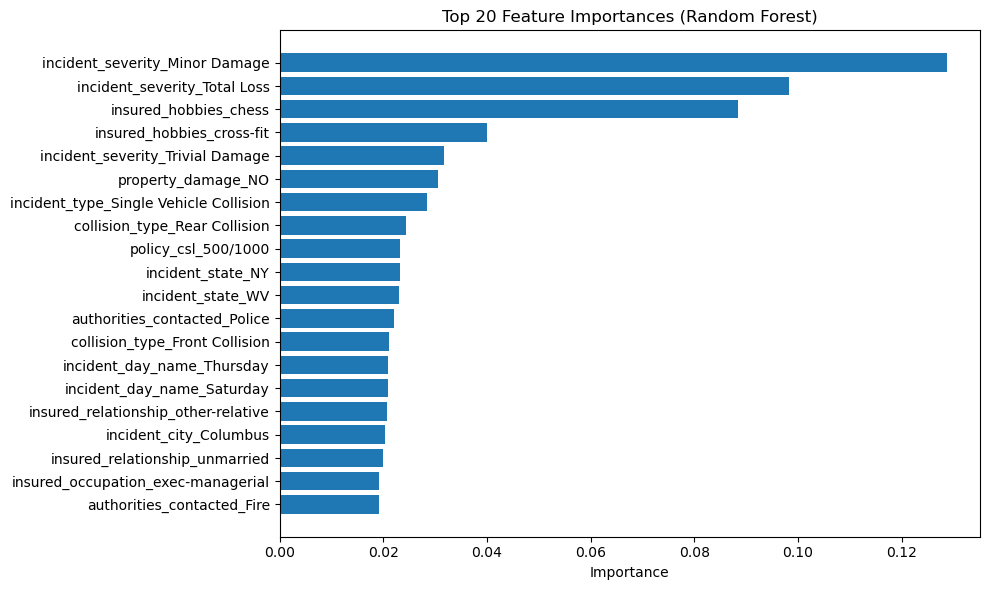 Top 20 Feature Importances (Random Forest)
incident_severity_Minor Damage
incident_severity_Total Loss
insured_hobbies_chess
insured_hobbies_cross-fit
incident_severity_Trivial Damage
property_damage_NO
incident_type_Single Vehicle Collision
collision_type_Rear Collision
policy_csl_500/1000
incident_state_NY
incident_state_WV
authorities_contacted_Police
collision_type_Front Collision
incident_day_name_Thursday
incident_day_name_Saturday
insured_relationship_other-relative
incident_city_Columbus
insured_relationship_unmarried
insured_occupation_exec-managerial
authorities_contacted_Fire
0.00 0.02 0.04 0.06 0.08 0.10 0.12
Importance